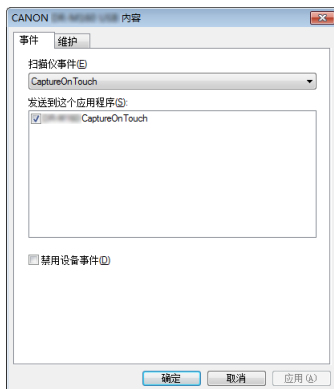 CANON 内容
事件 维护
扫描仪事件(E)
CaptureOnTouch
发送到这个应用程序(S):
CaptureOnTouch
禁用设备事件(D)
确定 取消 应用(A)